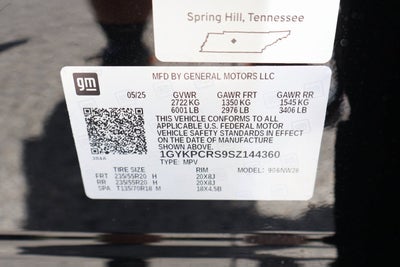 Spring Hill, Tennessee
gm
MFD BY GENERAL MOTORS LLC
05/25 GVWR GAWR FRT GAWR RR
2722 KG 1350 KG 1545 KG
6001 LB 2976 LB 3406 LB
THIS VEHICLE CONFORMS TO ALL
APPLICABLE U.S. FEDERAL MOTOR
VEHICLE SAFETY STANDARDS IN EFFECT
ON THE DATE OF MANUFACTURE SHOWN ABOVE.
1GYKPCRS9SZ144360
TYPE: MPV
TIRE SIZE RIM MODEL:
FRT 235/55R20 H 20X8J
RR 235/55R20 H 20X8J
SPA T135/70R18 M 18X4.5B